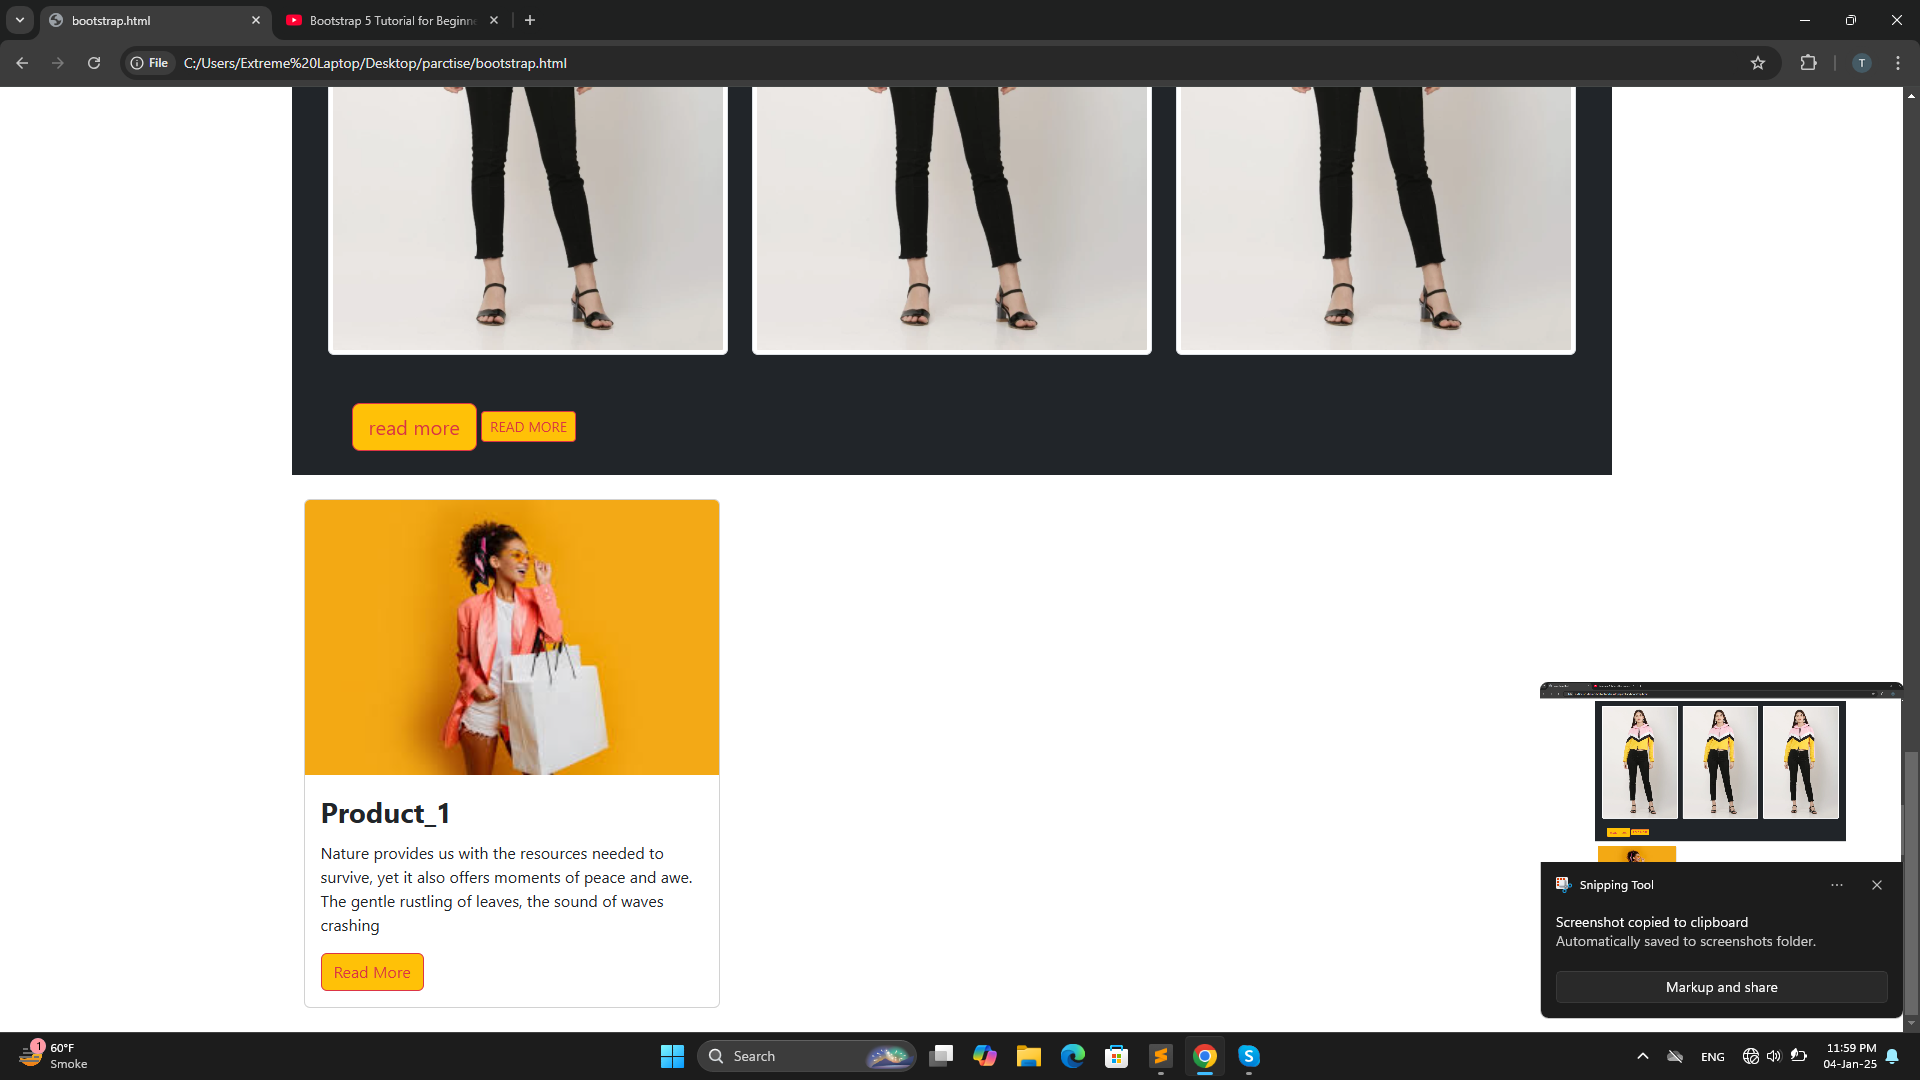 bootstrap.html
Bootstrap 5 Tutorial for Beginne
File
C:/Users/Extreme%20Laptop/Desktop/parctise/bootstrap.html
T
read more
READ MORE
Product_1
Nature provides us with the resources needed to
survive, yet it also offers moments of peace and awe.
The gentle rustling of leaves, the sound of waves
crashing
Read More
Snipping Tool
Screenshot copied to clipboard
Automatically saved to screenshots folder.
Markup and share
1
60°F
Smoke
Search
S
ENG
11:59 PM
04-Jan-25